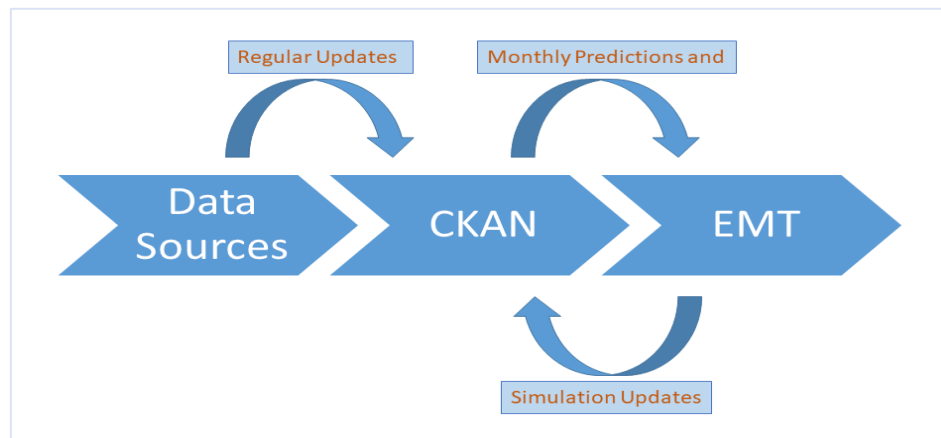 Regular Updates
Monthly Predictions and
Data
Sources
CKAN
EMT
Simulation Updates